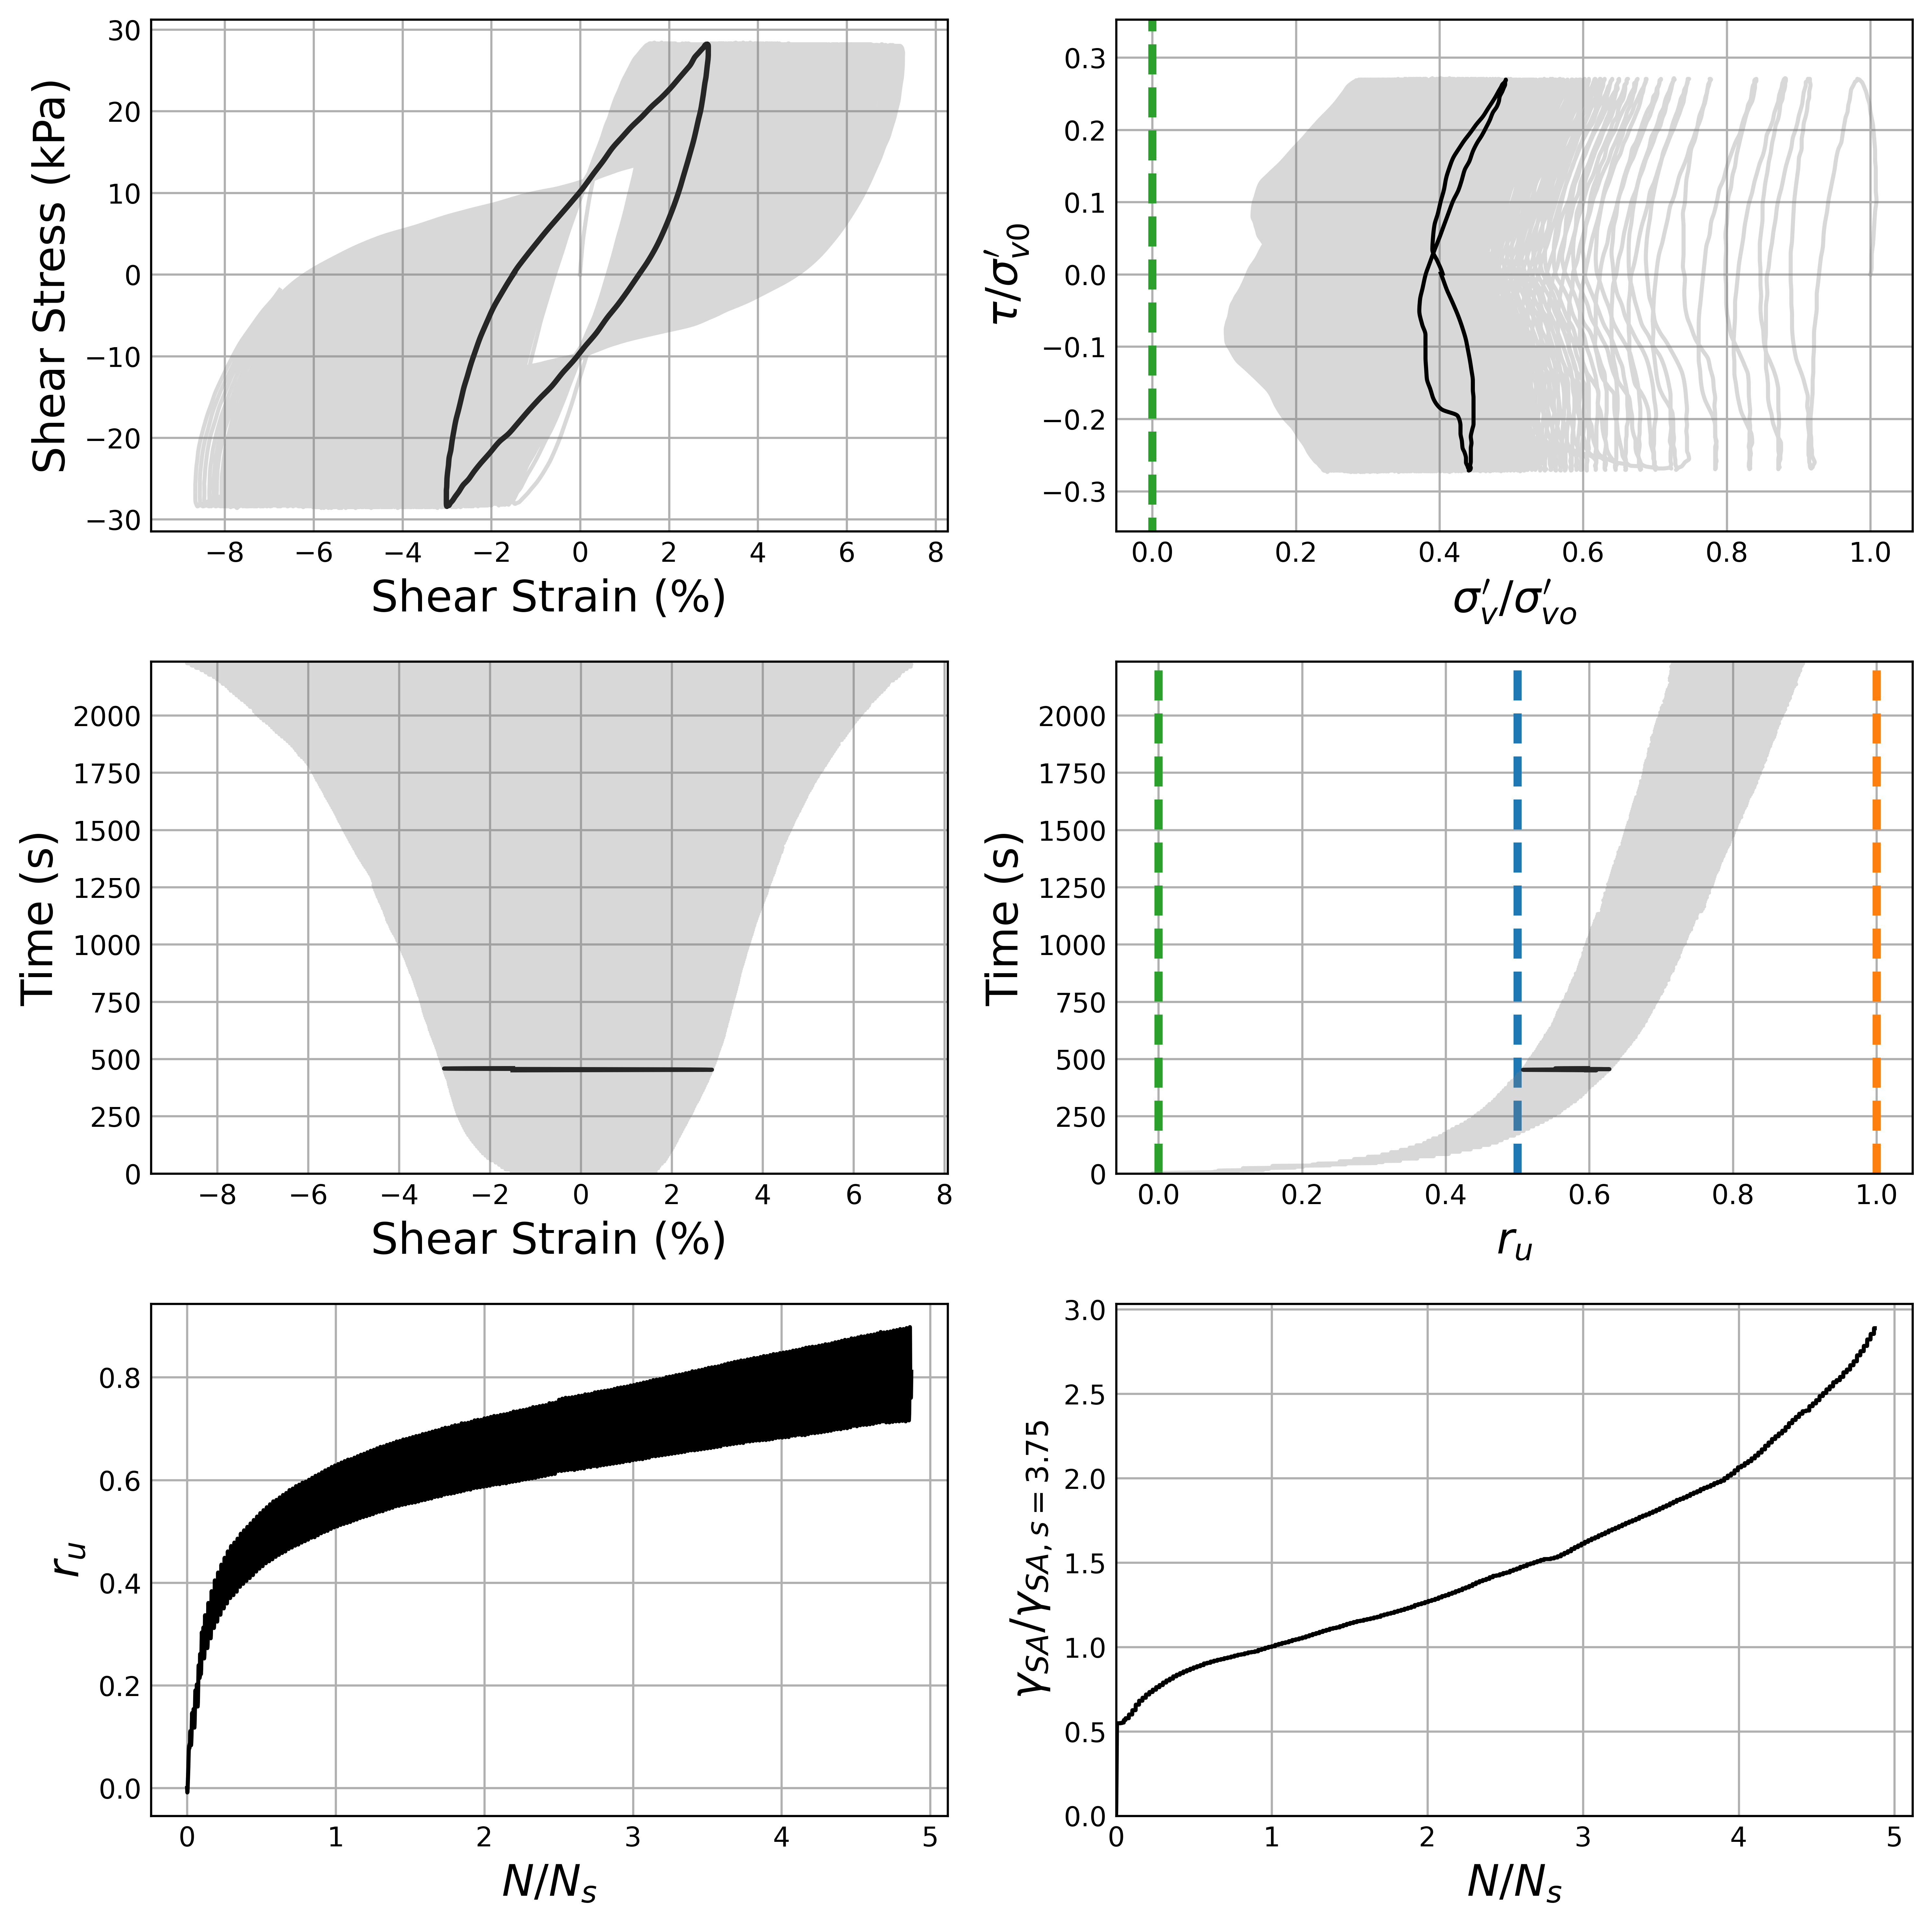 30
20
10
0
−10
−20
−30
Shear Stress (kPa)
−8 −6 −4 −2 0 2 4 6 8
Shear Strain (%)
0.3
0.2
0.1
0.0
−0.1
−0.2
−0.3
τ/σ′v0
0.0 0.2 0.4 0.6 0.8 1.0
σ′v/σ′vo
2000
1750
1500
1250
1000
750
500
250
0
Time (s)
−8 −6 −4 −2 0 2 4 6 8
Shear Strain (%)
2000
1750
1500
1250
1000
750
500
250
0
Time (s)
0.0 0.2 0.4 0.6 0.8 1.0
ru
0.8
0.6
0.4
0.2
0.0
ru
0 1 2 3 4 5
N/Ns
3.0
2.5
2.0
1.5
1.0
0.5
0.0
γSA/γSA, s = 3.75
0 1 2 3 4 5
N/Ns